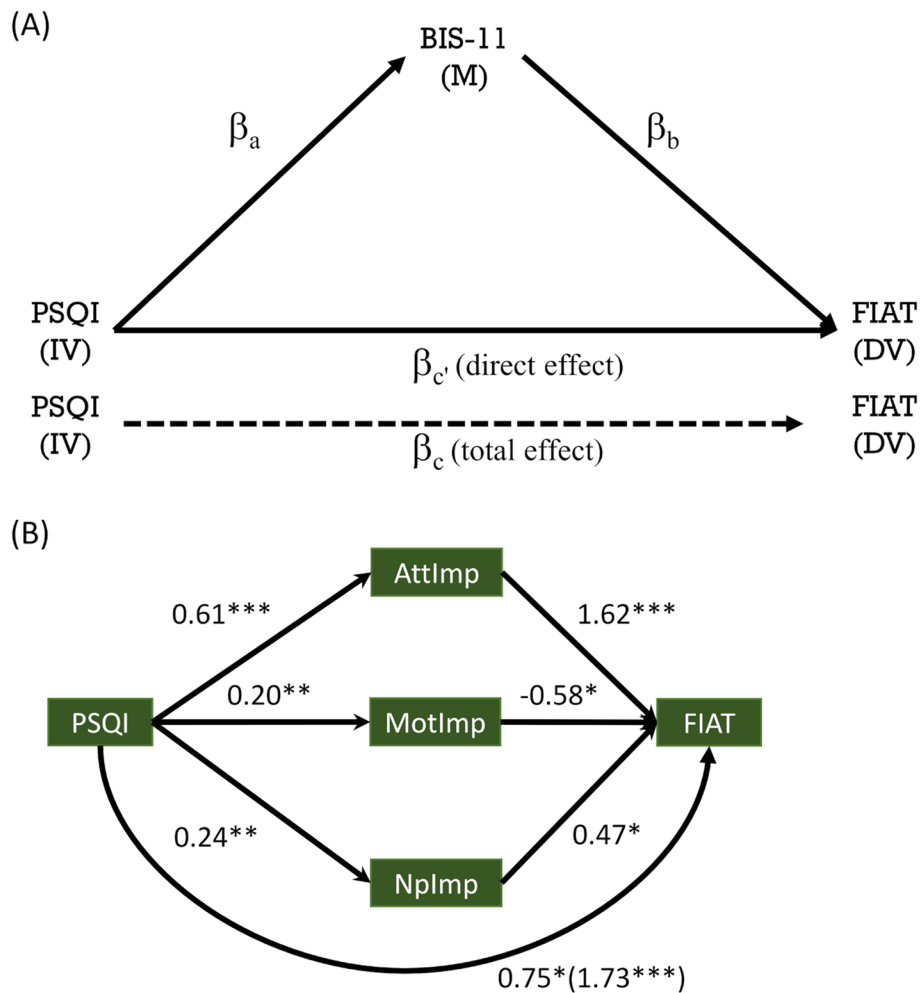 (A)
BIS-11
(M)
βa
βb
PSQI
(IV)
FIAT
(DV)
βc' (direct effect)
PSQI
(IV)
FIAT
(DV)
βc (total effect)
(B)
AttImp
0.61***
1.62***
0.20**
-0.58*
PSQI
MotImp
FIAT
0.24**
0.47*
NpImp
0.75*(1.73***)